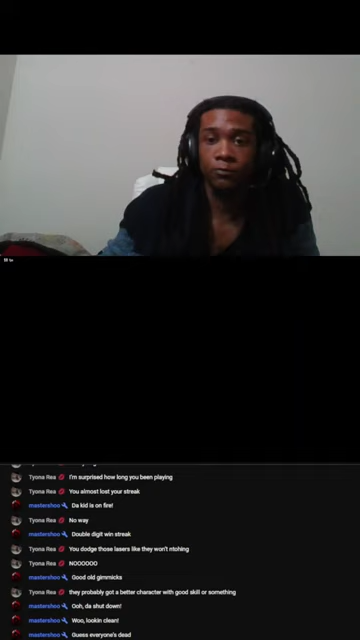 Tyona Rea I'm surprised how long you been playing
Tyona Rea You almost lost your streak
mastershoo Da kid is on fire!
Tyona Rea No way
mastershoo Double digit win streak
Tyona Rea You dodge those lasers like they won't ntohing
Tyona Rea NOOOOOO
mastershoo Good old gimmicks
Tyona Rea they probably got a better character with good skill or something
mastershoo Ooh, da shut down!
mastershoo Woo, lookin clean!
mastershoo Guess everyone's dead